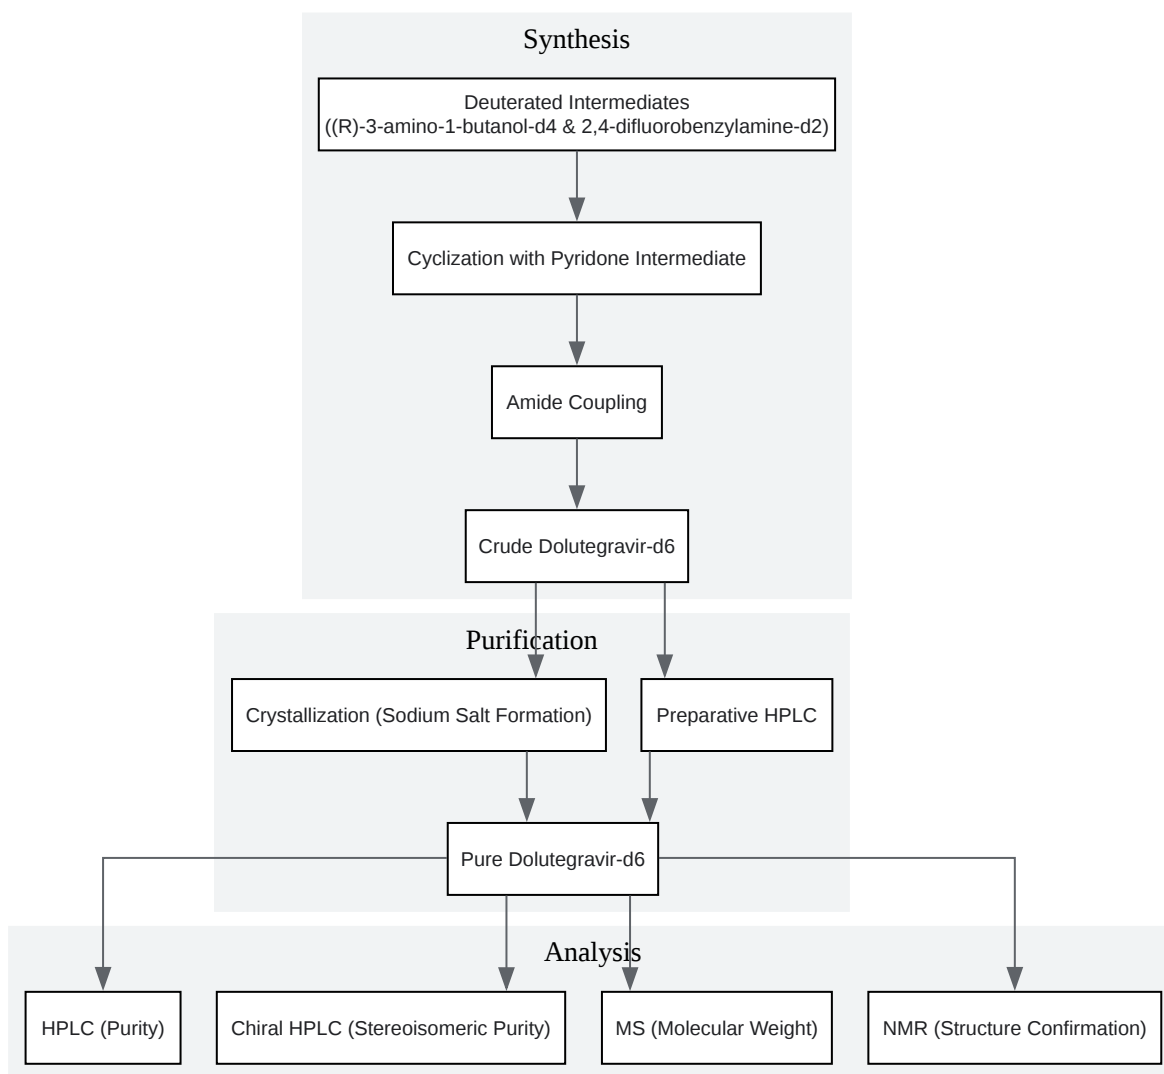 Synthesis
Deuterated Intermediates
((R)-3-amino-1-butanol-d4 & 2,4-difluorobenzylamine-d2)
Cyclization with Pyridone Intermediate
Amide Coupling
Crude Dolutegravir-d6
Purification
Crystallization (Sodium Salt Formation)
Preparative HPLC
Pure Dolutegravir-d6
Analysis
HPLC (Purity)
Chiral HPLC (Stereoisomeric Purity)
MS (Molecular Weight)
NMR (Structure Confirmation)